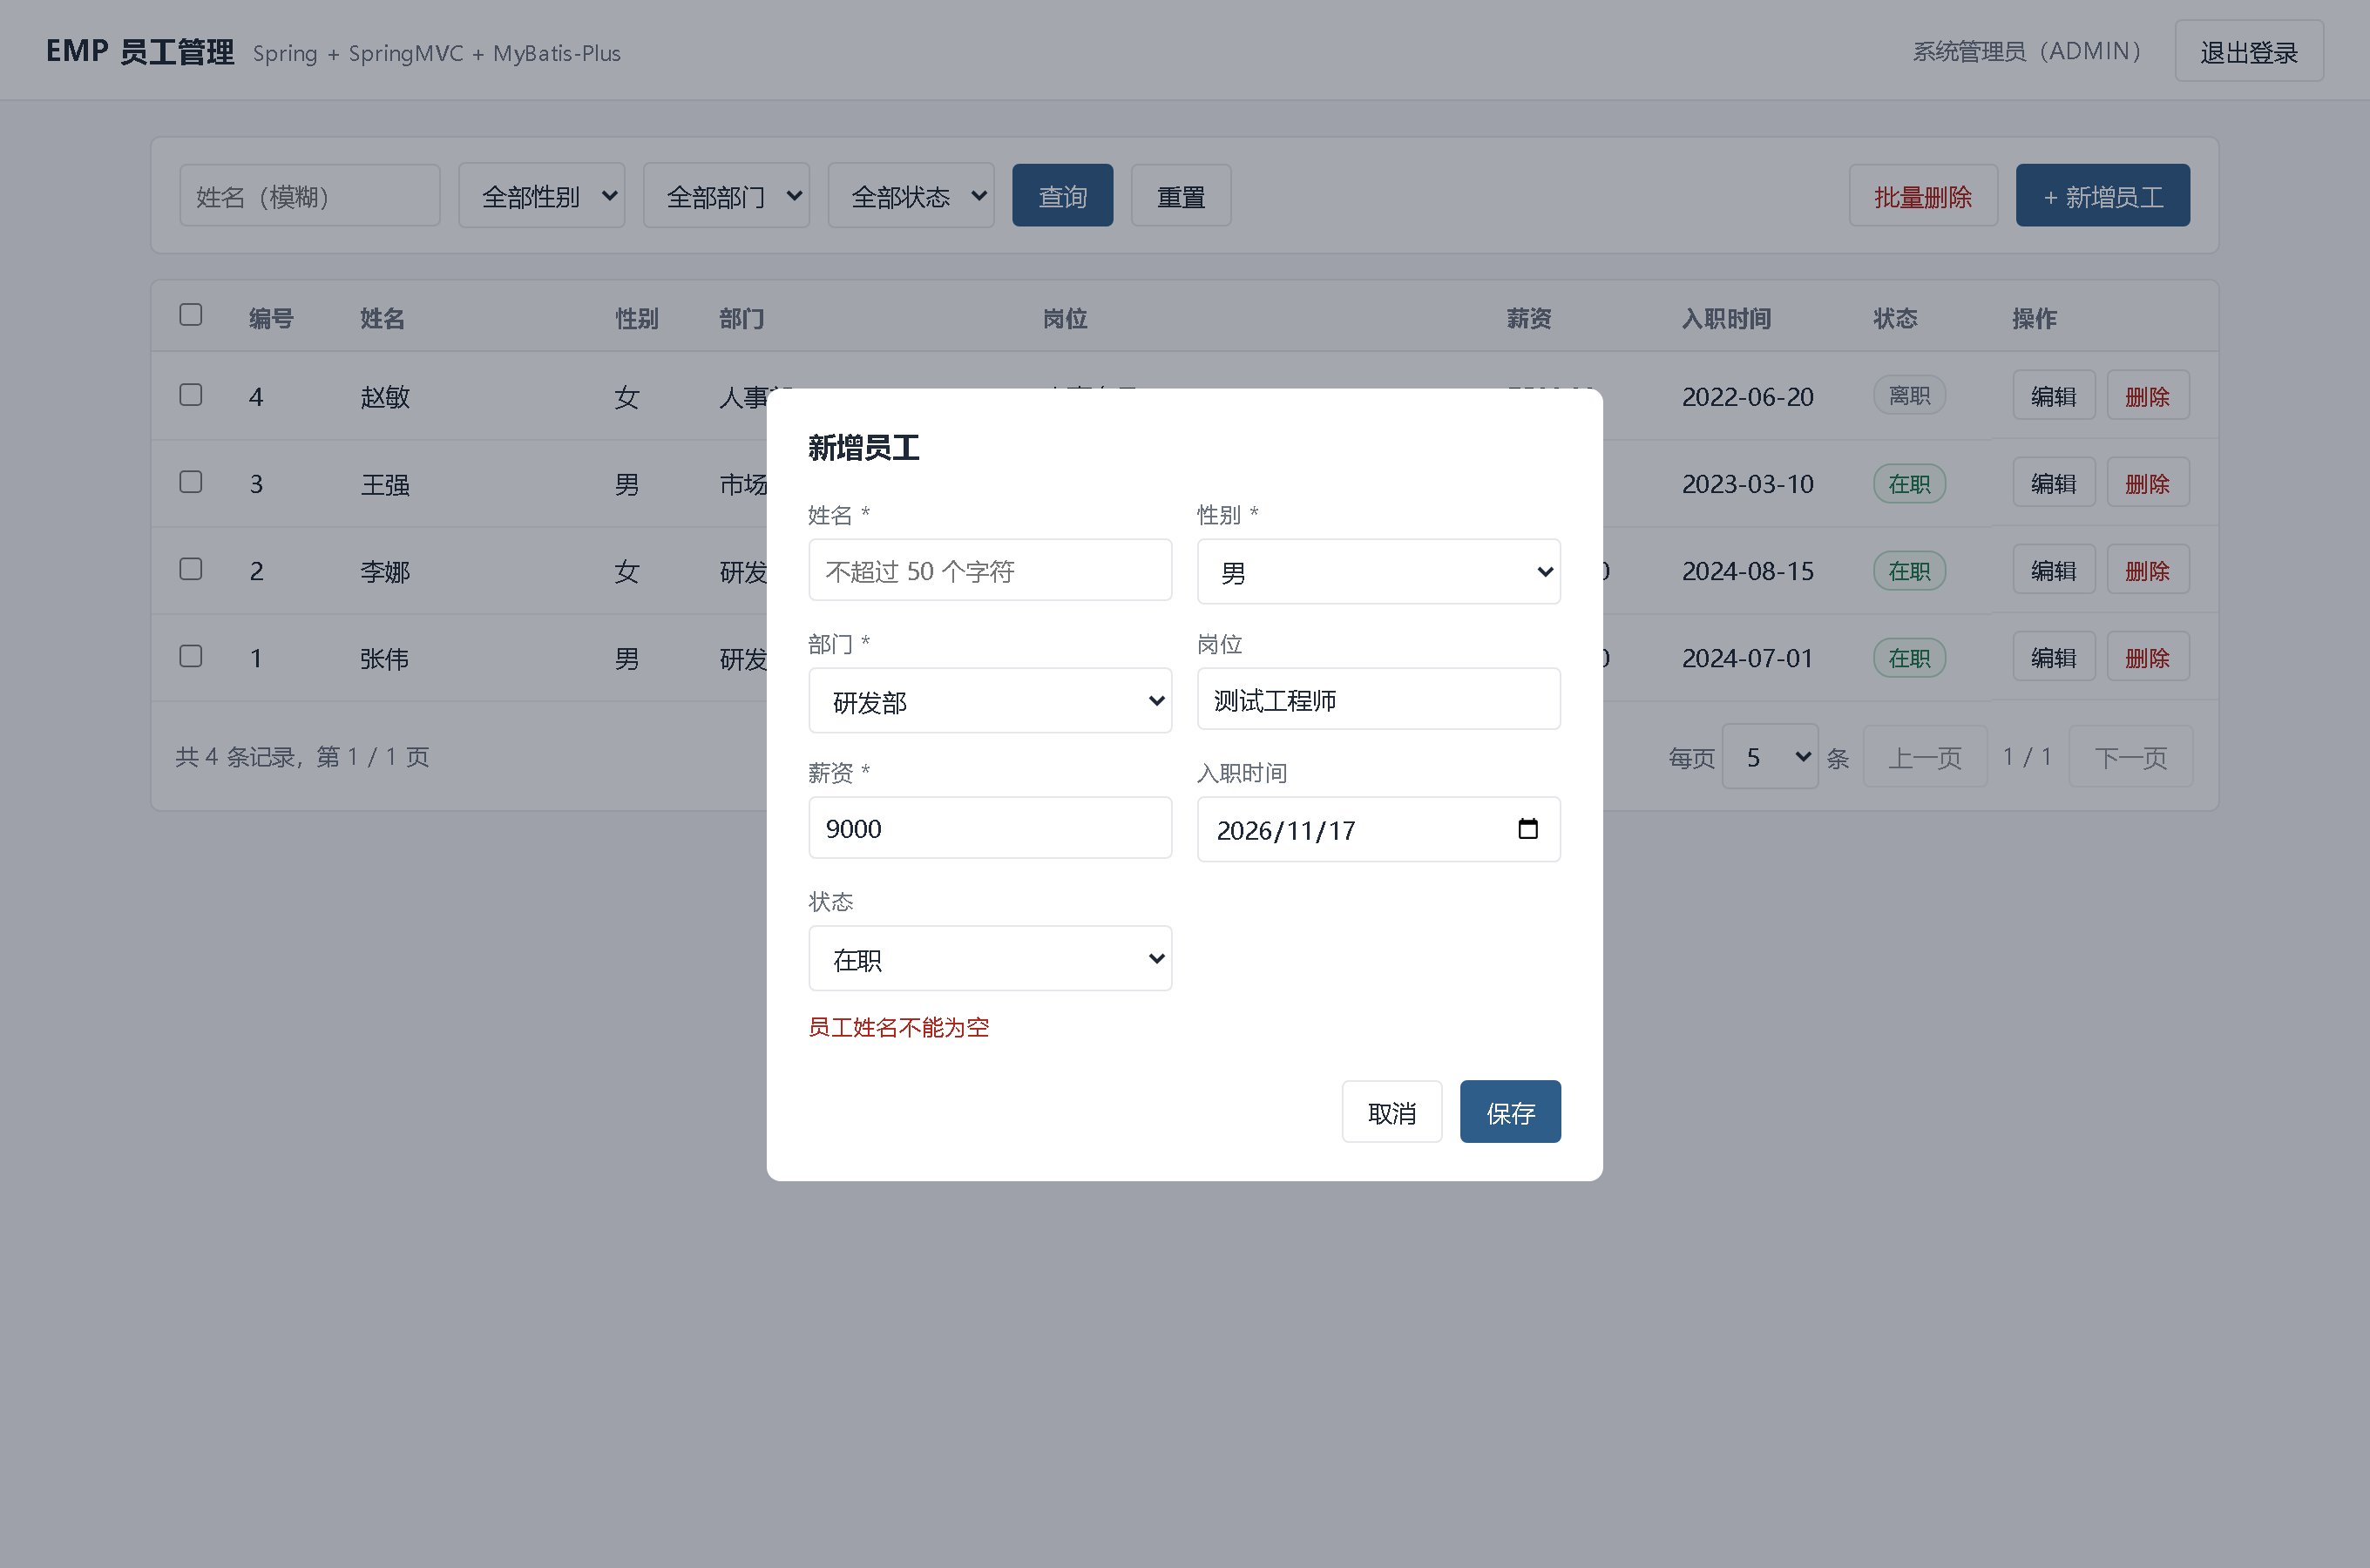 EMP 员工管理 Spring + SpringMVC + MyBatis-Plus 系统管理员（ADMIN） 退出登录
姓名（模糊） 全部性别 全部部门 全部状态 查询 重置 批量删除 + 新增员工
编号 姓名 性别 部门 岗位 薪资 入职时间 状态 操作
4 赵敏 女 人事 2022-06-20 离职 编辑 删除
3 王强 男 市场 2023-03-10 在职 编辑 删除
2 李娜 女 研发 2024-08-15 在职 编辑 删除
1 张伟 男 研发 2024-07-01 在职 编辑 删除
共 4 条记录，第 1 / 1 页 每页 5 条 上一页 1 / 1 下一页
新增员工
姓名 * 性别 *
不超过 50 个字符 男
部门 * 岗位
研发部 测试工程师
薪资 * 入职时间
9000 2026/11/17
状态
在职
员工姓名不能为空
取消 保存